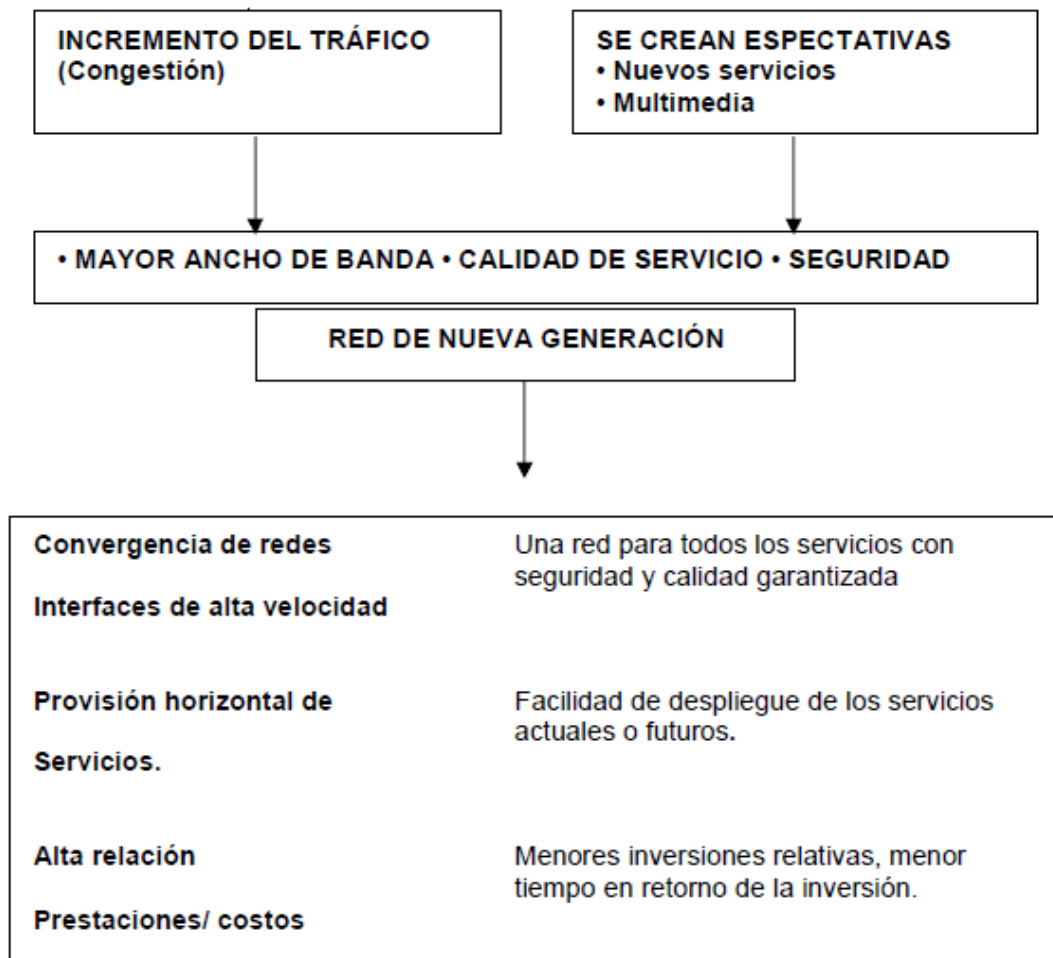 INCREMENTO DEL TRÁFICO
(Congestión)
SE CREAN ESPECTATIVAS
• Nuevos servicios
• Multimedia
• MAYOR ANCHO DE BANDA • CALIDAD DE SERVICIO • SEGURIDAD
RED DE NUEVA GENERACIÓN
Convergencia de redes
Interfaces de alta velocidad
Una red para todos los servicios con
seguridad y calidad garantizada
Provisión horizontal de
Servicios.
Facilidad de despliegue de los servicios
actuales o futuros.
Alta relación
Prestaciones/ costos
Menores inversiones relativas, menor
tiempo en retorno de la inversión.